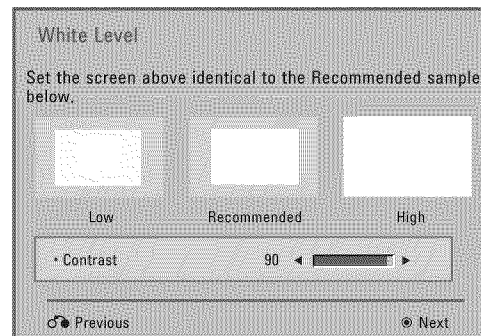 White Level
Set the screen above identical to the Recommended sample
below.
Low Recommended High
• Contrast 90
Previous Next